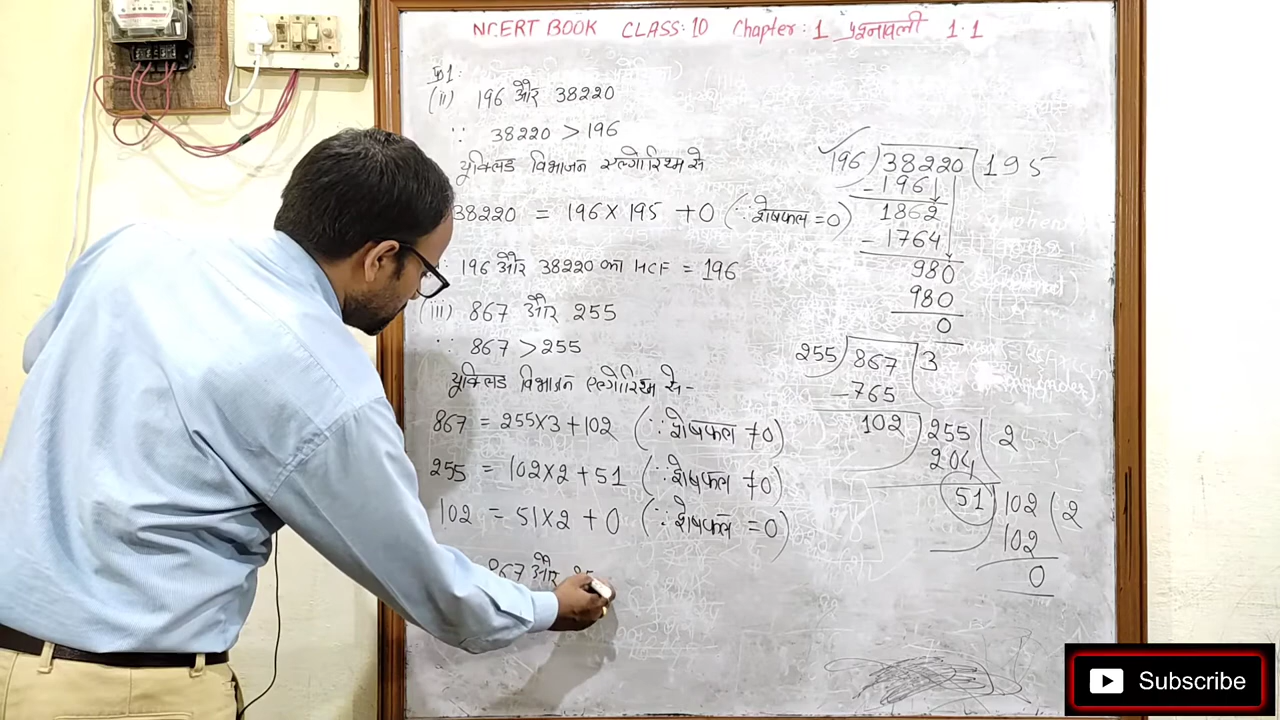 NCERT BOOK CLASS: 10 Chapter: 1 प्रश्नावली 1.1
(ii) 196 और 38220
∵ 38220 > 196
यूक्लिड विभाजन एल्गोरिथ्म से
38220 = 196 × 195 + 0 (∵ शेषफल = 0)
∴ 196 और 38220 का HCF = 196
(iii) 867 और 255
∵ 867 > 255
यूक्लिड विभाजन एल्गोरिथ्म से -
867 = 255 × 3 + 102 (∵ शेषफल ≠ 0)
255 = 102 × 2 + 51 (∵ शेषफल ≠ 0)
102 = 51 × 2 + 0 (∵ शेषफल = 0)
867 और
196 ) 38220 ( 195
- 196
1862
- 1764
980
980
0
255 ) 867 ( 3
- 765
102 ) 255 ( 2
204
51 ) 102 ( 2
102
0
Subscribe